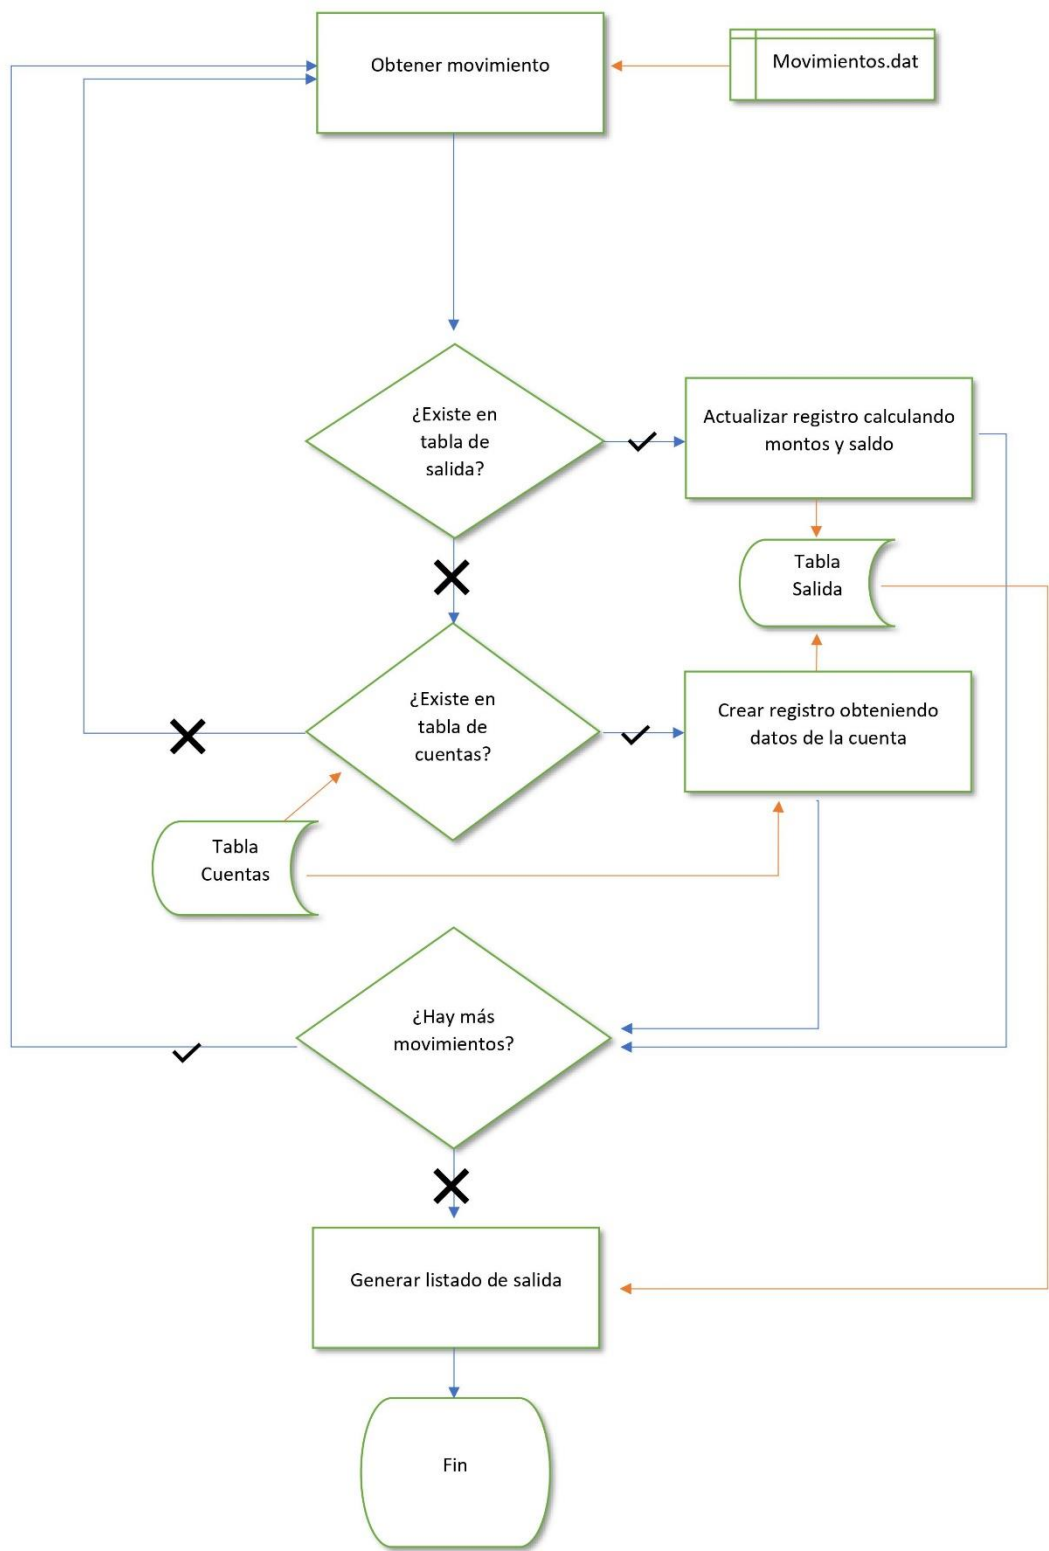 Obtener movimiento
Movimientos.dat
¿Existe en
tabla de
salida?
Actualizar registro calculando
montos y saldo
Tabla
Salida
¿Existe en
tabla de
cuentas?
Crear registro obteniendo
datos de la cuenta
Tabla
Cuentas
¿Hay más
movimientos?
Generar listado de salida
Fin